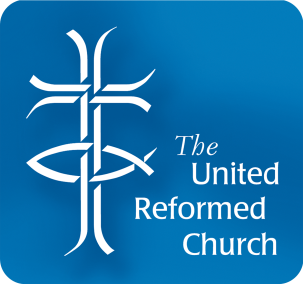 The
United
Reformed
Church